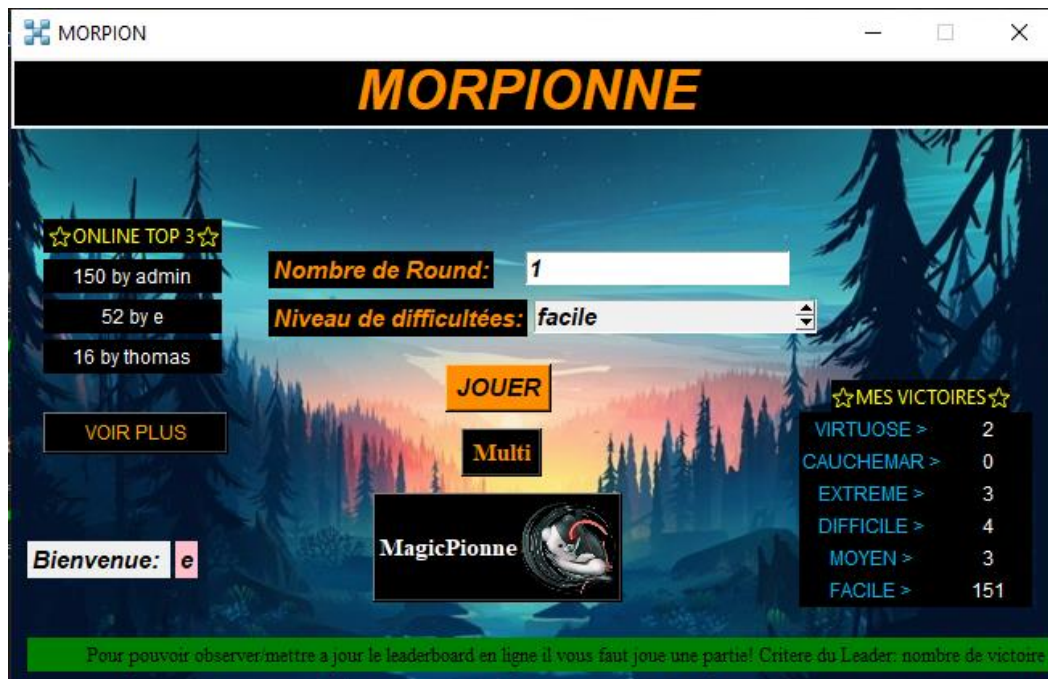 MORPION
MORPIONNE
☆ONLINE TOP 3☆
150 by admin
52 by e
16 by thomas
VOIR PLUS
Nombre de Round: 1
Niveau de difficultées: facile
JOUER
Multi
MagicPionne
☆MES VICTOIRES☆
VIRTUOSE > 2
CAUCHEMAR > 0
EXTREME > 3
DIFFICILE > 4
MOYEN > 3
FACILE > 151
Bienvenue: e
Pour pouvoir observer/mettre a jour le leaderboard en ligne il vous faut joue une partie! Critere du Leader: nombre de victoire